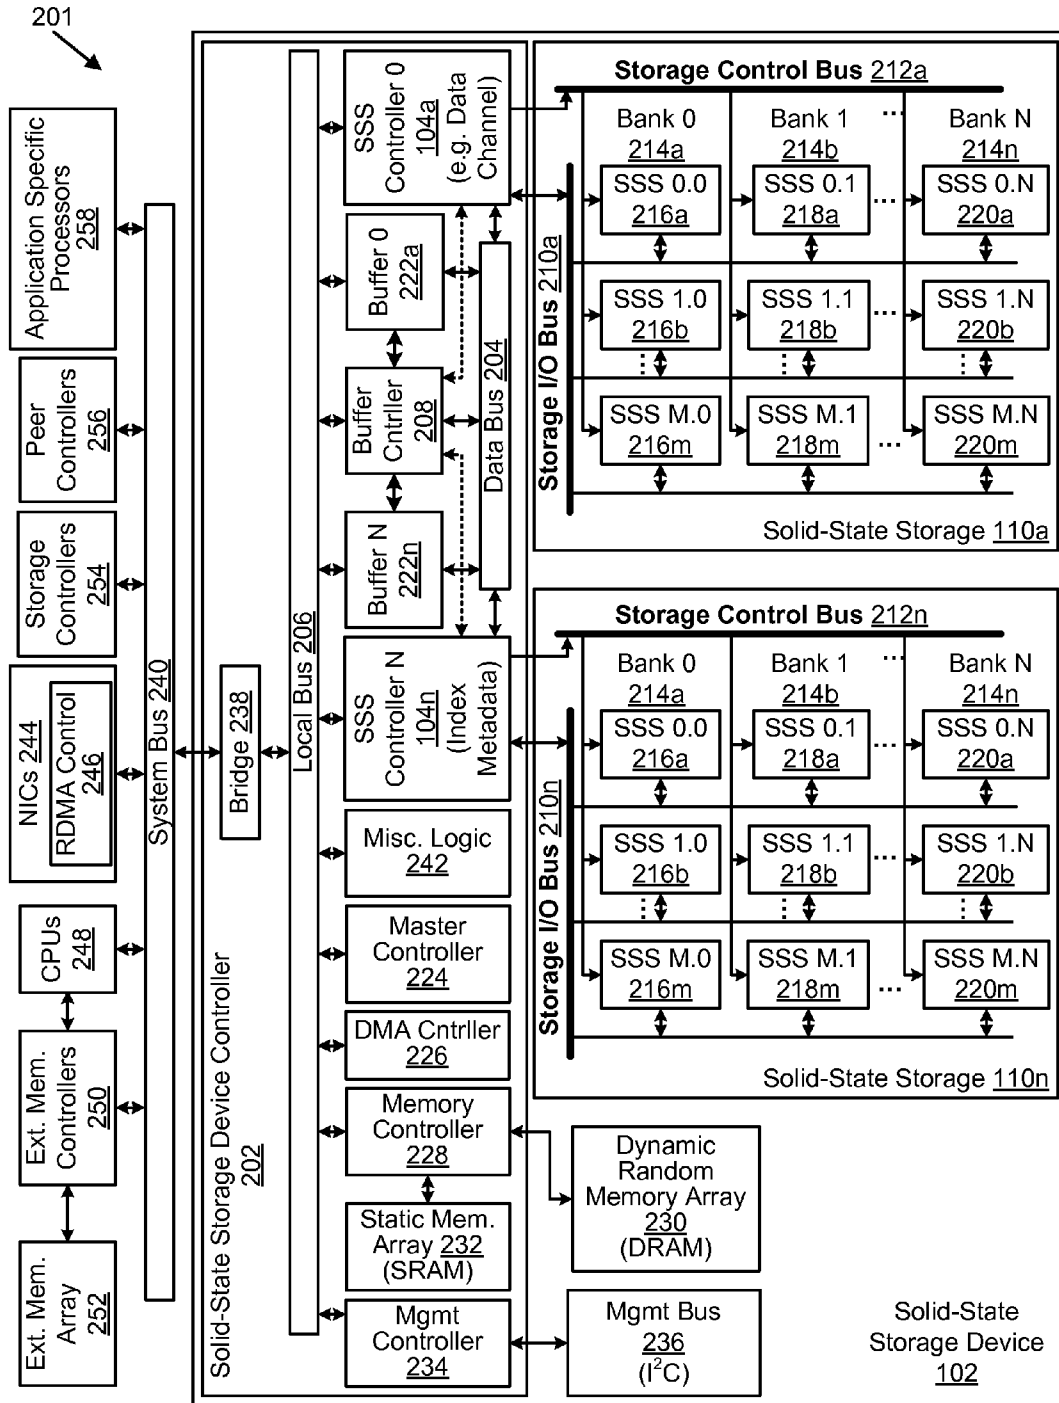 201
Application Specific
Processors
258
Peer
Controllers
256
Storage
Controllers
254
NICs 244
RDMA Control
246
CPUs
248
Ext. Mem.
Controllers
250
Ext. Mem.
Array
252
System Bus 240
Bridge 238
Solid-State Storage Device Controller
202
Local Bus 206
SSS
Controller 0
104a
(e.g. Data
Channel)
Buffer 0
222a
Buffer
Cntrller
208
Buffer N
222n
Data Bus 204
SSS
Controller N
104n
(Index
Metadata)
Misc. Logic
242
Master
Controller
224
DMA Cntrller
226
Memory
Controller
228
Static Mem.
Array 232
(SRAM)
Mgmt
Controller
234
Storage Control Bus 212a
Storage I/O Bus 210a
Bank 0
214a
Bank 1
214b
...
Bank N
214n
SSS 0.0
216a
SSS 0.1
218a
...
SSS 0.N
220a
SSS 1.0
216b
SSS 1.1
218b
...
SSS 1.N
220b
SSS M.0
216m
SSS M.1
218m
...
SSS M.N
220m
Solid-State Storage 110a
Storage Control Bus 212n
Storage I/O Bus 210n
Bank 0
214a
Bank 1
214b
...
Bank N
214n
SSS 0.0
216a
SSS 0.1
218a
...
SSS 0.N
220a
SSS 1.0
216b
SSS 1.1
218b
...
SSS 1.N
220b
SSS M.0
216m
SSS M.1
218m
...
SSS M.N
220m
Solid-State Storage 110n
Dynamic
Random
Memory Array
230
(DRAM)
Mgmt Bus
236
(I²C)
Solid-State
Storage Device
102